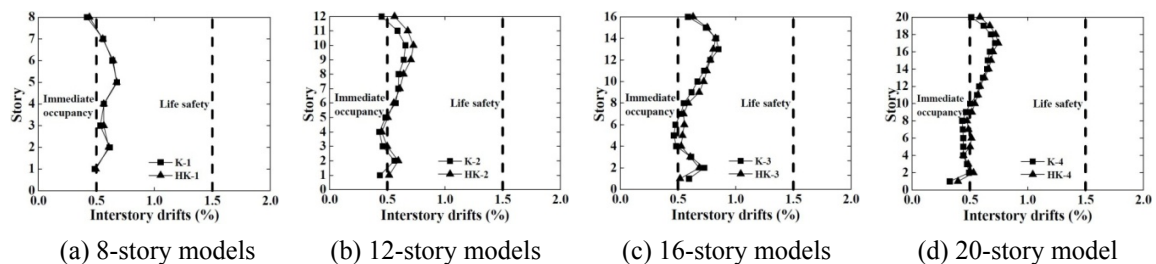 8
7
6
5
4
3
2
1
Story
Immediate
occupancy
Life safety
K-1
HK-1
0.0 0.5 1.0 1.5 2.0
Interstory drifts (%)
(a) 8-story models
12
11
10
9
8
7
6
5
4
3
2
1
Story
Immediate
occupancy
Life safety
K-2
HK-2
0.0 0.5 1.0 1.5 2.0
Interstory drifts (%)
(b) 12-story models
16
14
12
10
8
6
4
2
0
Story
Immediate
occupancy
Life safety
K-3
HK-3
0.0 0.5 1.0 1.5 2.0
Interstory drifts (%)
(c) 16-story models
20
18
16
14
12
10
8
6
4
2
0
Story
Immediate
occupancy
Life safety
K-4
HK-4
0.0 0.5 1.0 1.5 2.0
Interstory drifts (%)
(d) 20-story model